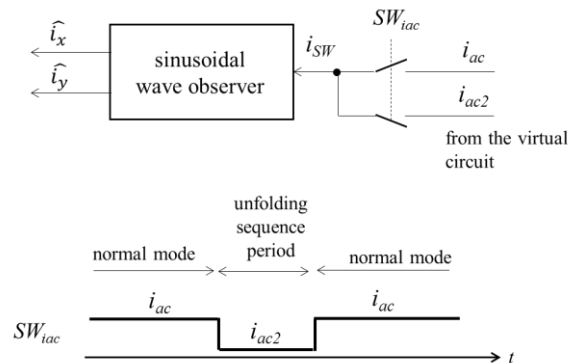 SW_iac
î_x
i_SW
i_ac
sinusoidal
wave observer
î_y
i_ac2
from the virtual
circuit
unfolding
sequence
period
normal mode
normal mode
i_ac
i_ac
SW_iac
i_ac2
t